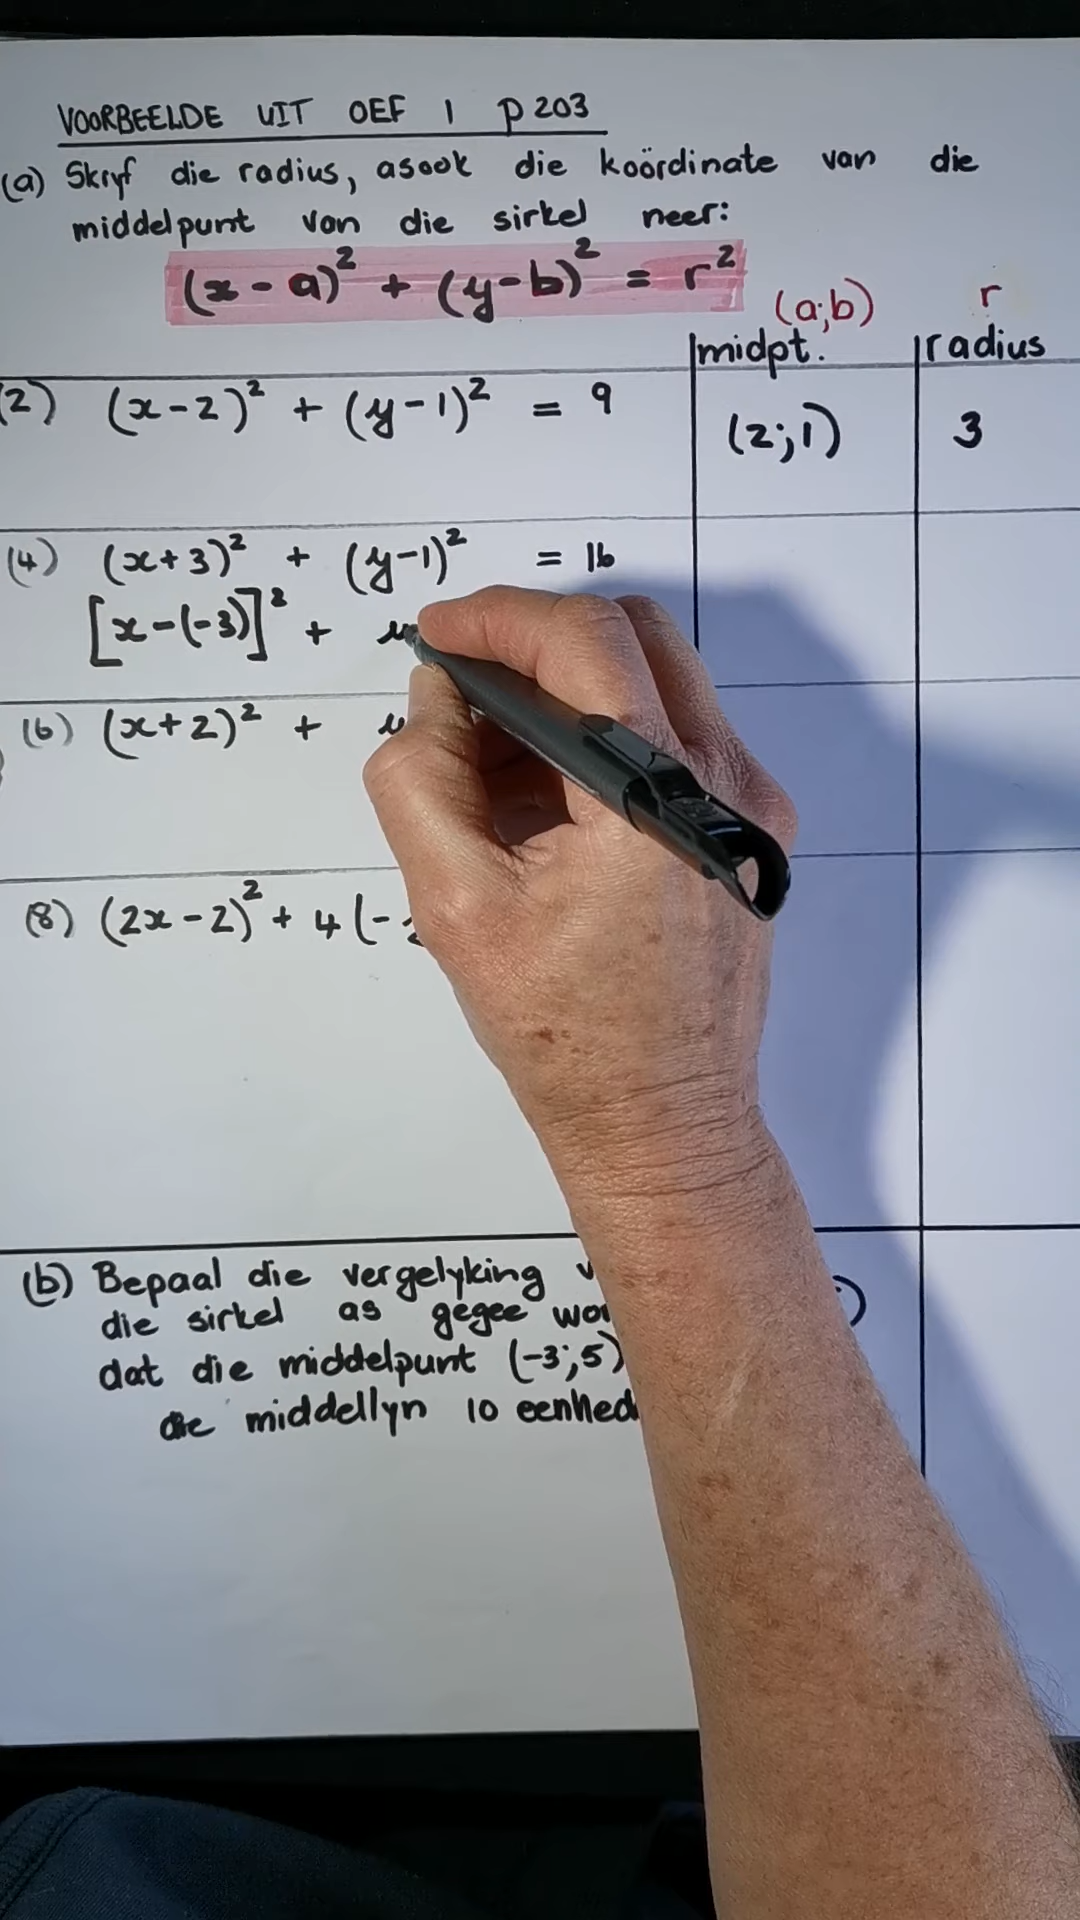 VOORBEELDE UIT OEF 1 p203
(a) Skryf die radius, asook die koördinate van die
middelpunt van die sirkel neer:
(x - a)² + (y - b)² = r²
(a;b) r
midpt. radius
(2) (x - 2)² + (y - 1)² = 9 (2;1) 3
(4) (x + 3)² + (y - 1)² = 16
[x - (-3)]² +
(6) (x + 2)² +
(8) (2x - 2)² + 4(-
(b) Bepaal die vergelyking v
die sirkel as gegee wor
dat die middelpunt (-3;5)
die middellyn 10 eenhed